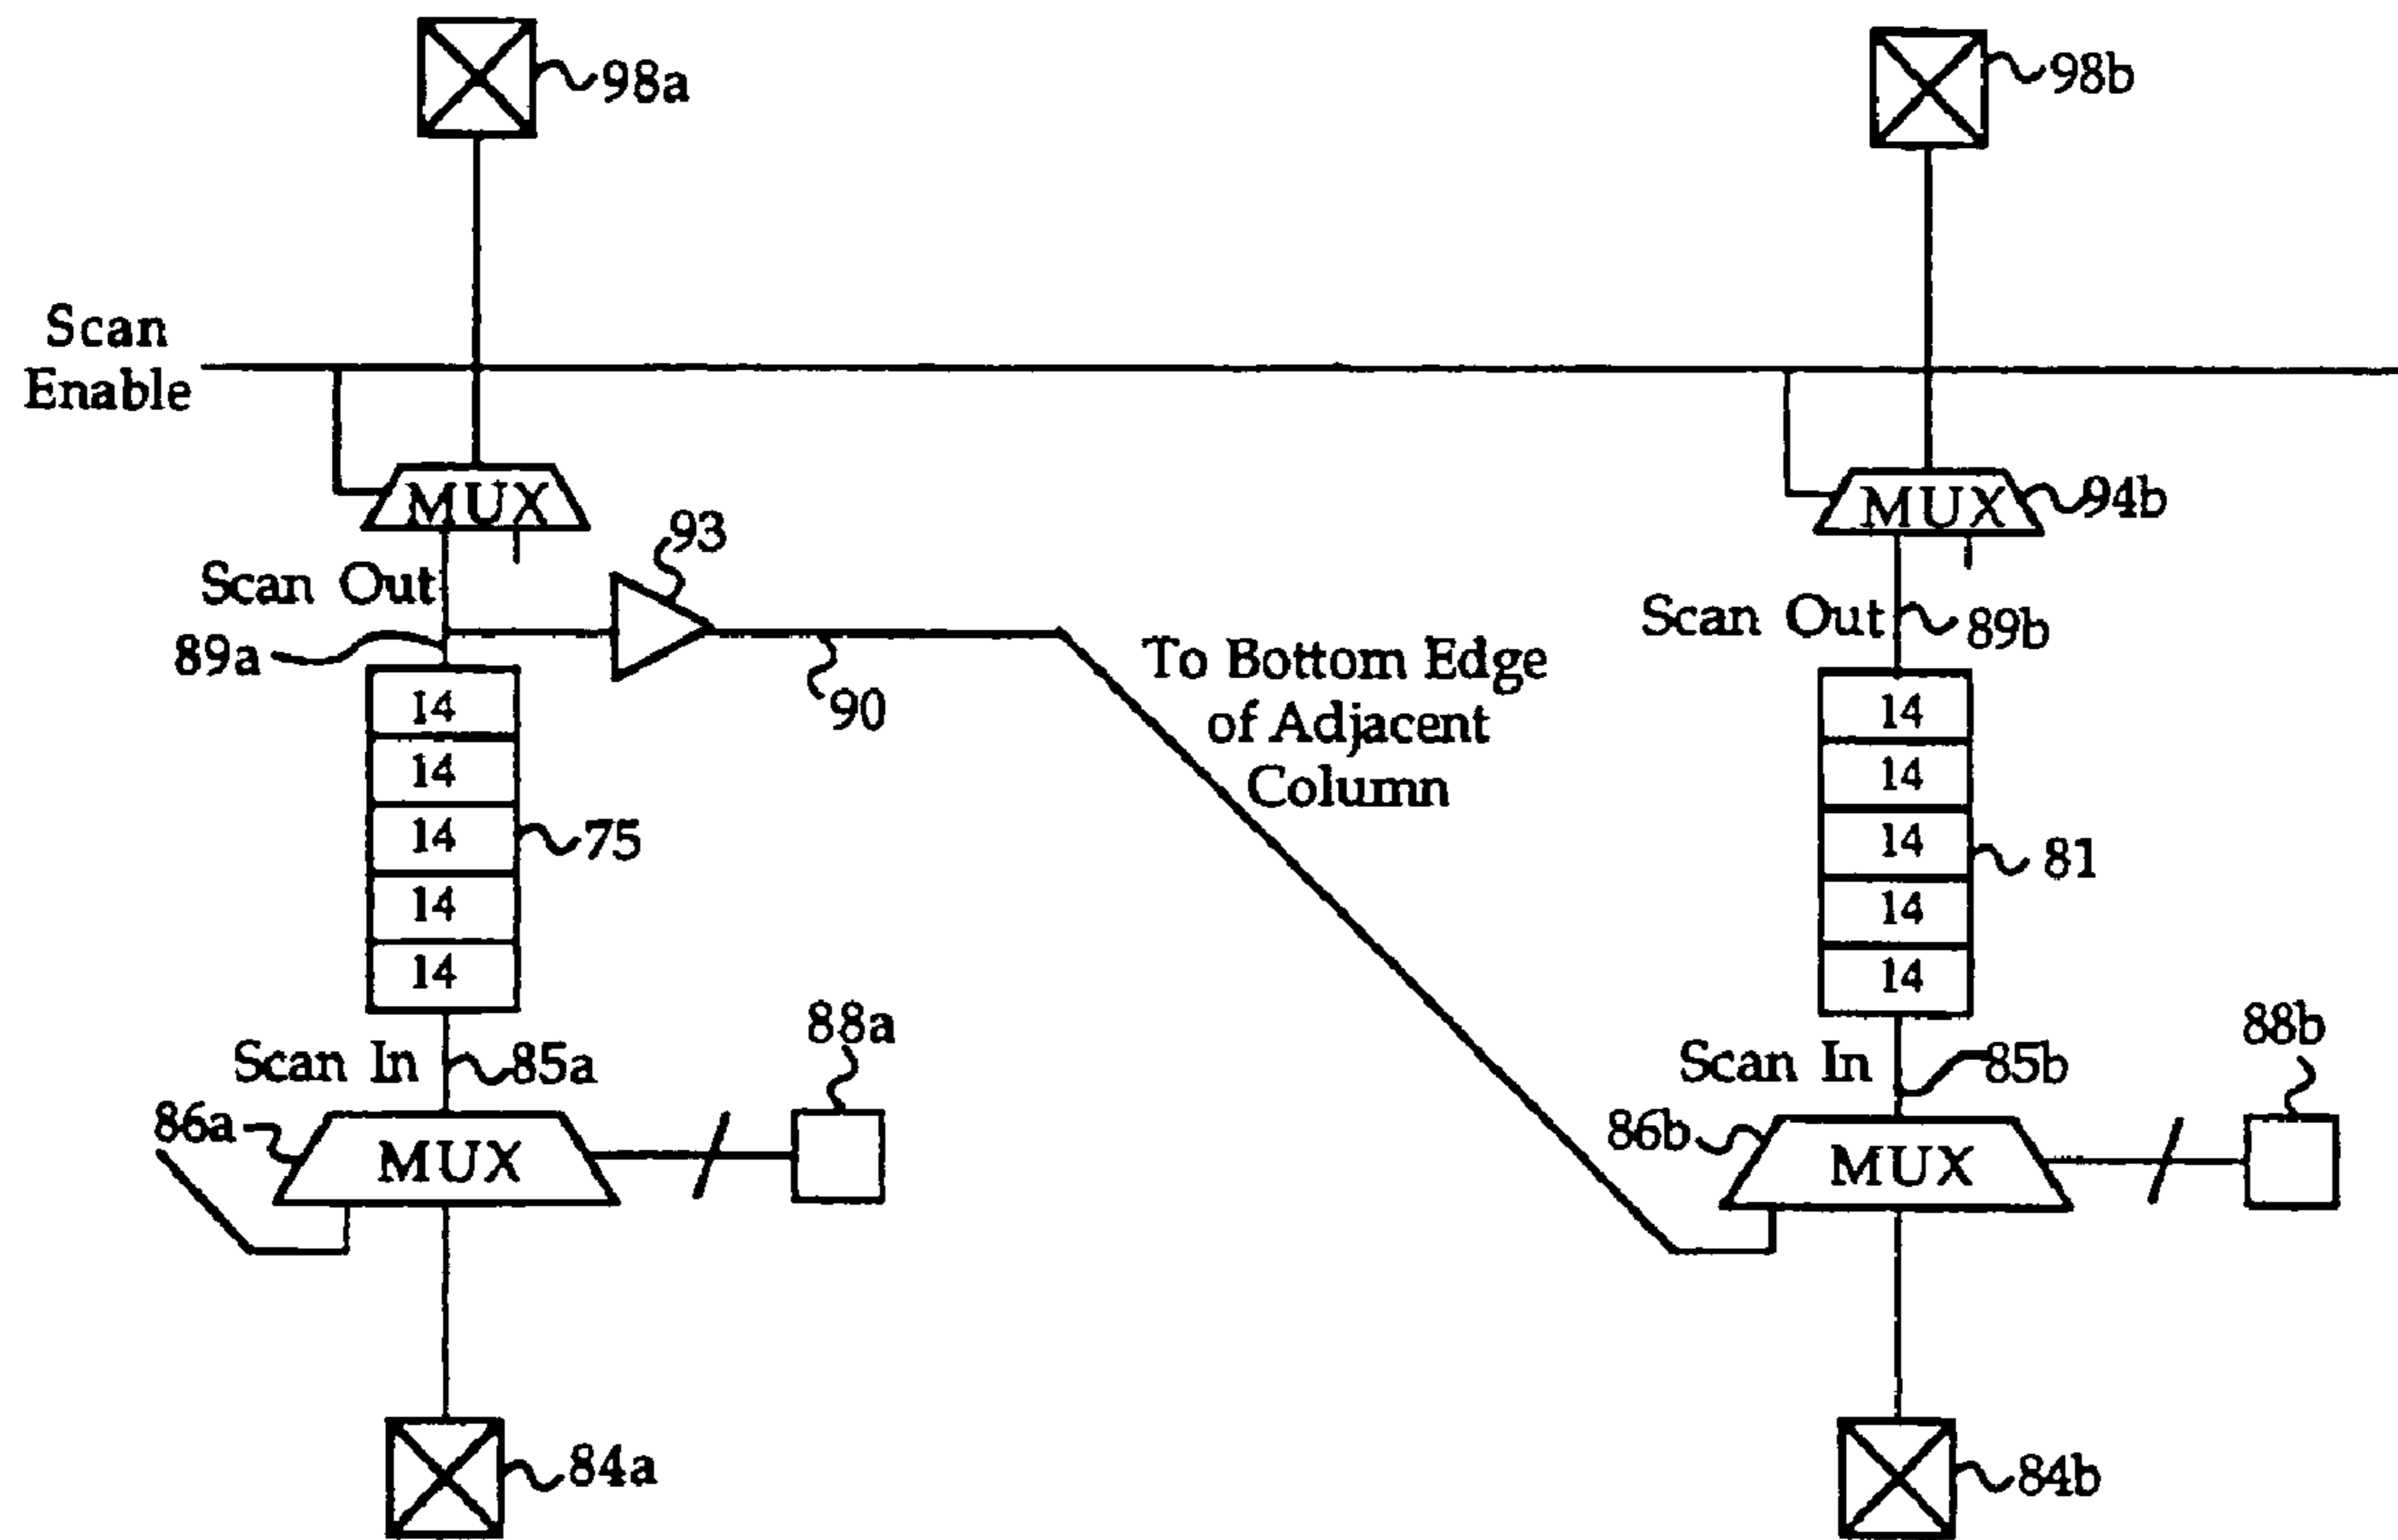 98a
98b
Scan
Enable
MUX
MUX
94b
93
Scan Out
Scan Out
89a
89b
90
To Bottom Edge
of Adjacent
Column
14
14
14
14
14
75
14
14
14
14
14
81
88a
88b
Scan In
85a
Scan In
85b
86a
MUX
86b
MUX
84a
84b